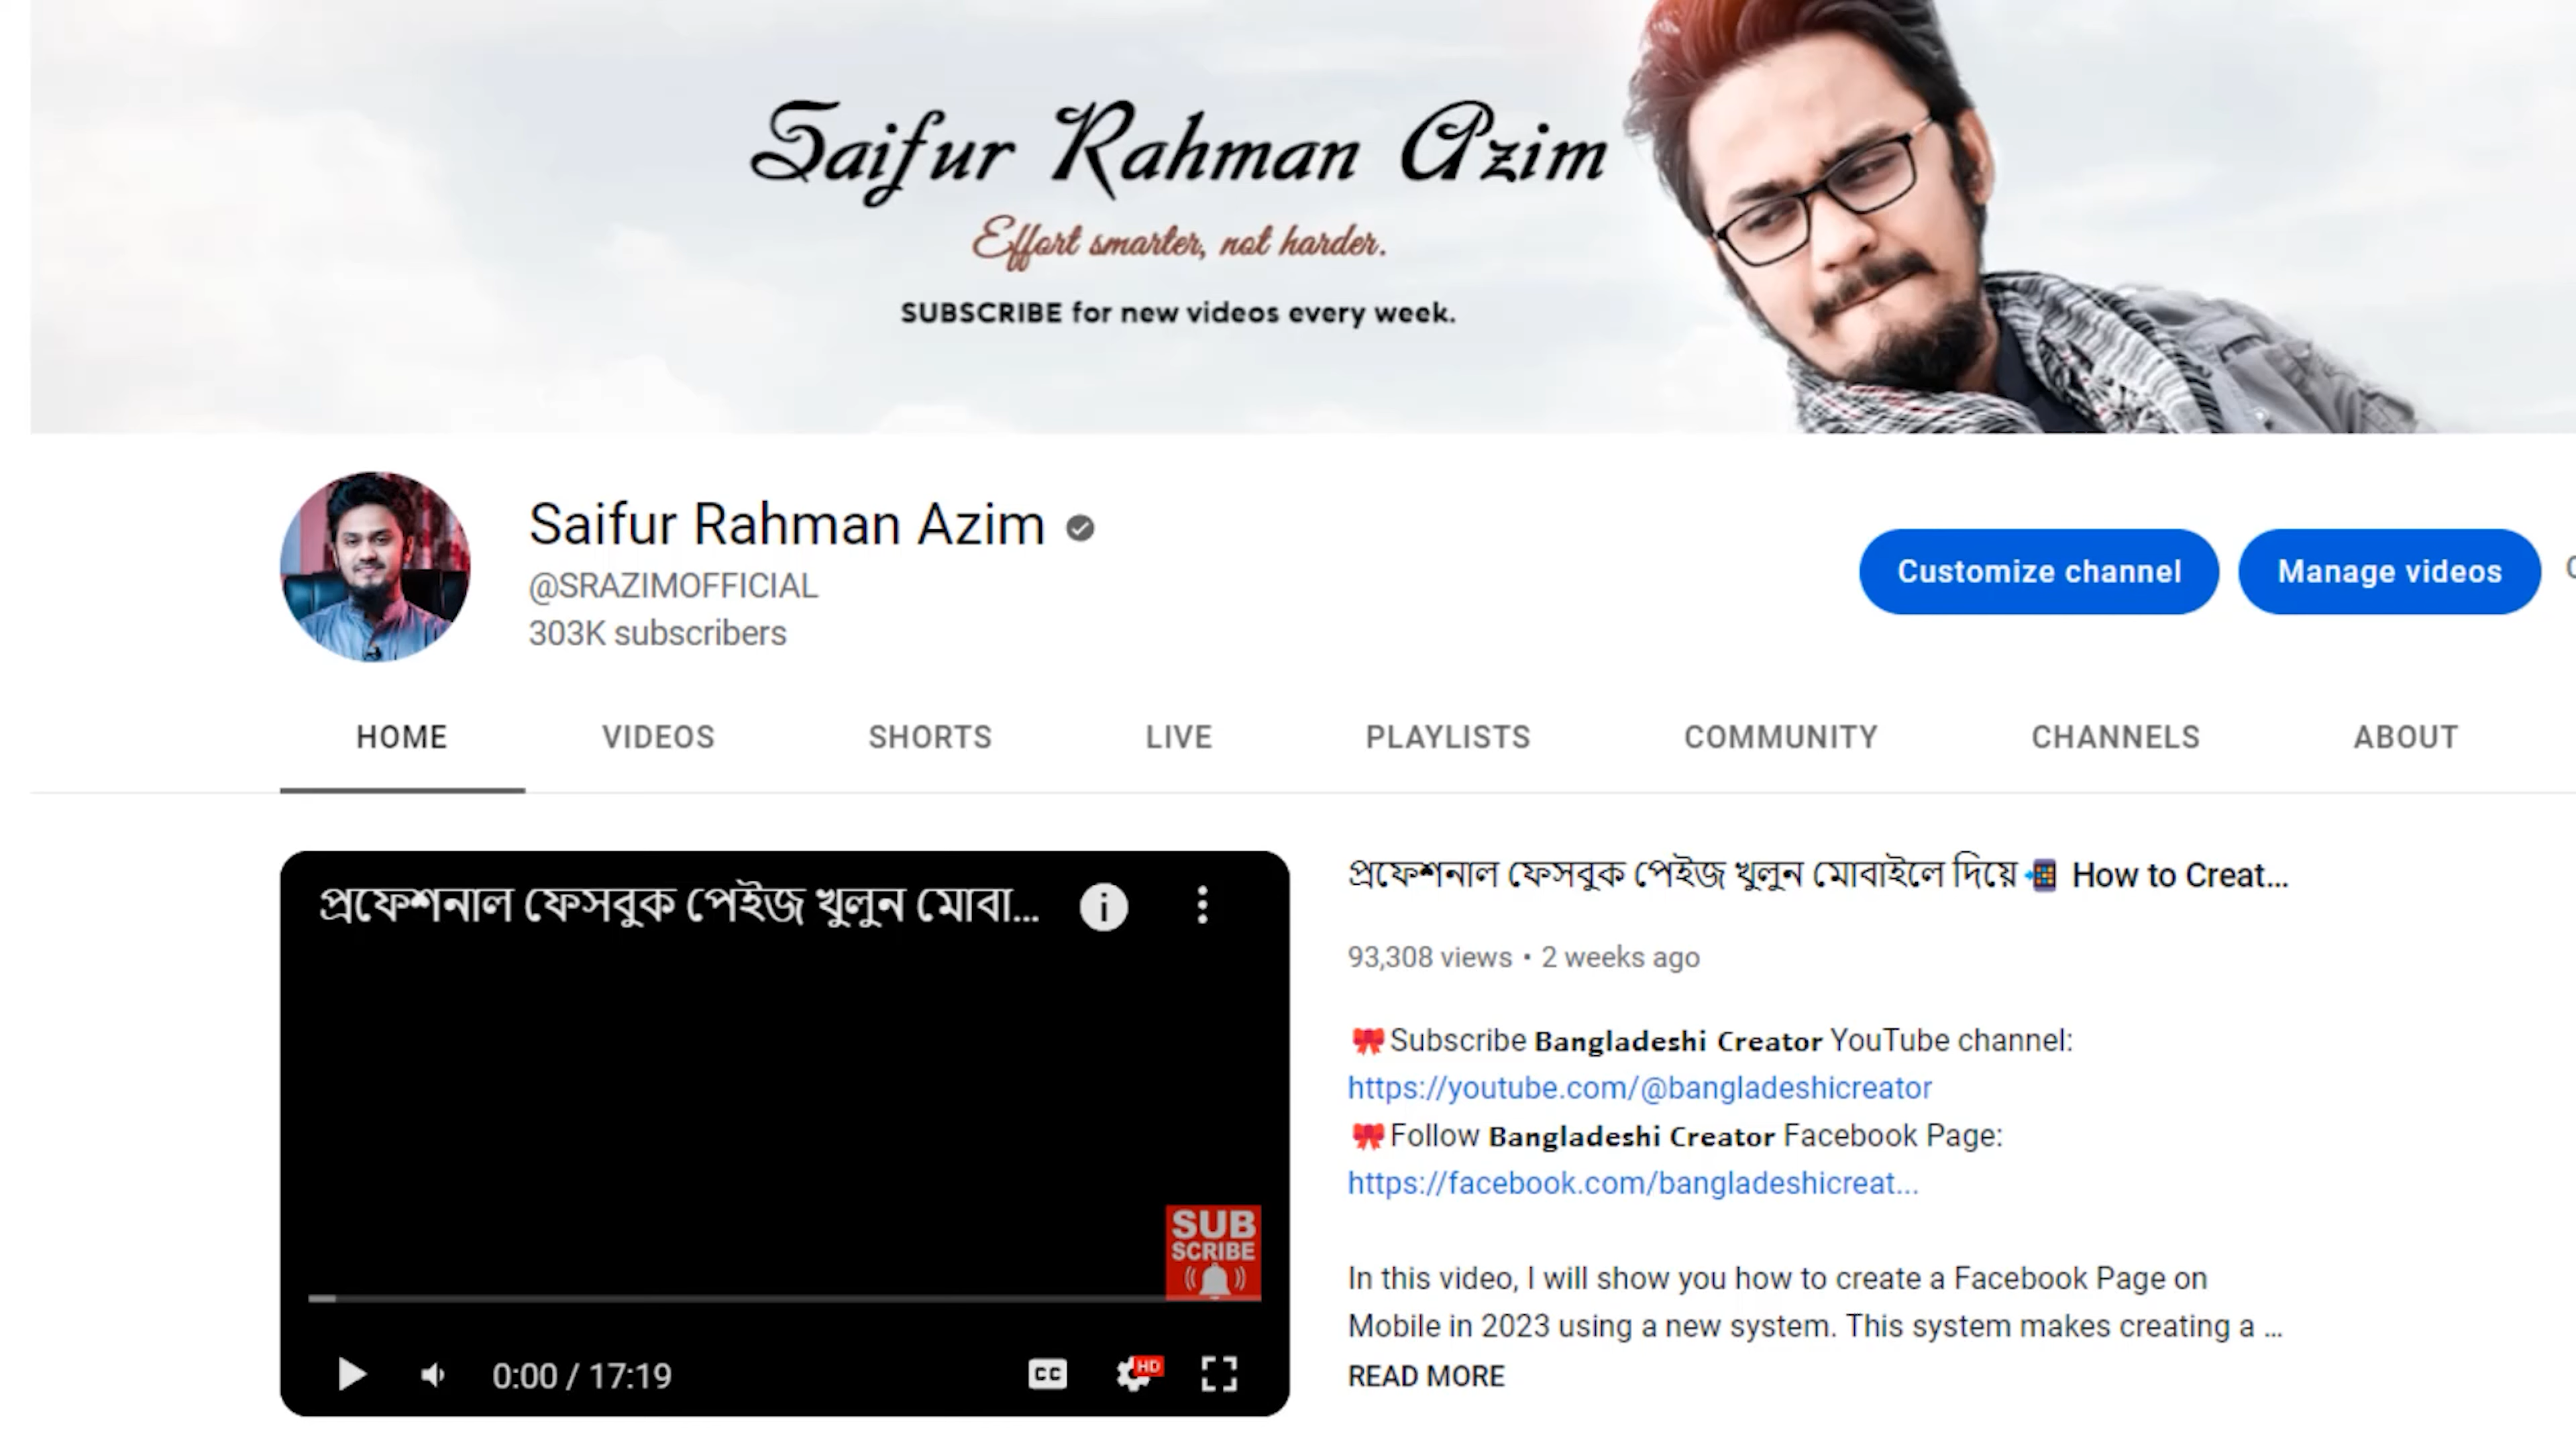 Saifur Rahman Azim
Effort smarter, not harder.
SUBSCRIBE for new videos every week.
Saifur Rahman Azim
@SRAZIMOFFICIAL
303K subscribers
Customize channel
Manage videos
HOME
VIDEOS
SHORTS
LIVE
PLAYLISTS
COMMUNITY
CHANNELS
ABOUT
প্রফেশনাল ফেসবুক পেইজ খুলুন মোবা...
SUB
SCRIBE
0:00 / 17:19
CC
HD
প্রফেশনাল ফেসবুক পেইজ খুলুন মোবাইলে দিয়ে 📲 How to Creat...
93,308 views • 2 weeks ago
🎀Subscribe Bangladeshi Creator YouTube channel:
https://youtube.com/@bangladeshicreator
🎀Follow Bangladeshi Creator Facebook Page:
https://facebook.com/bangladeshicreat...
In this video, I will show you how to create a Facebook Page on
Mobile in 2023 using a new system. This system makes creating a ...
READ MORE